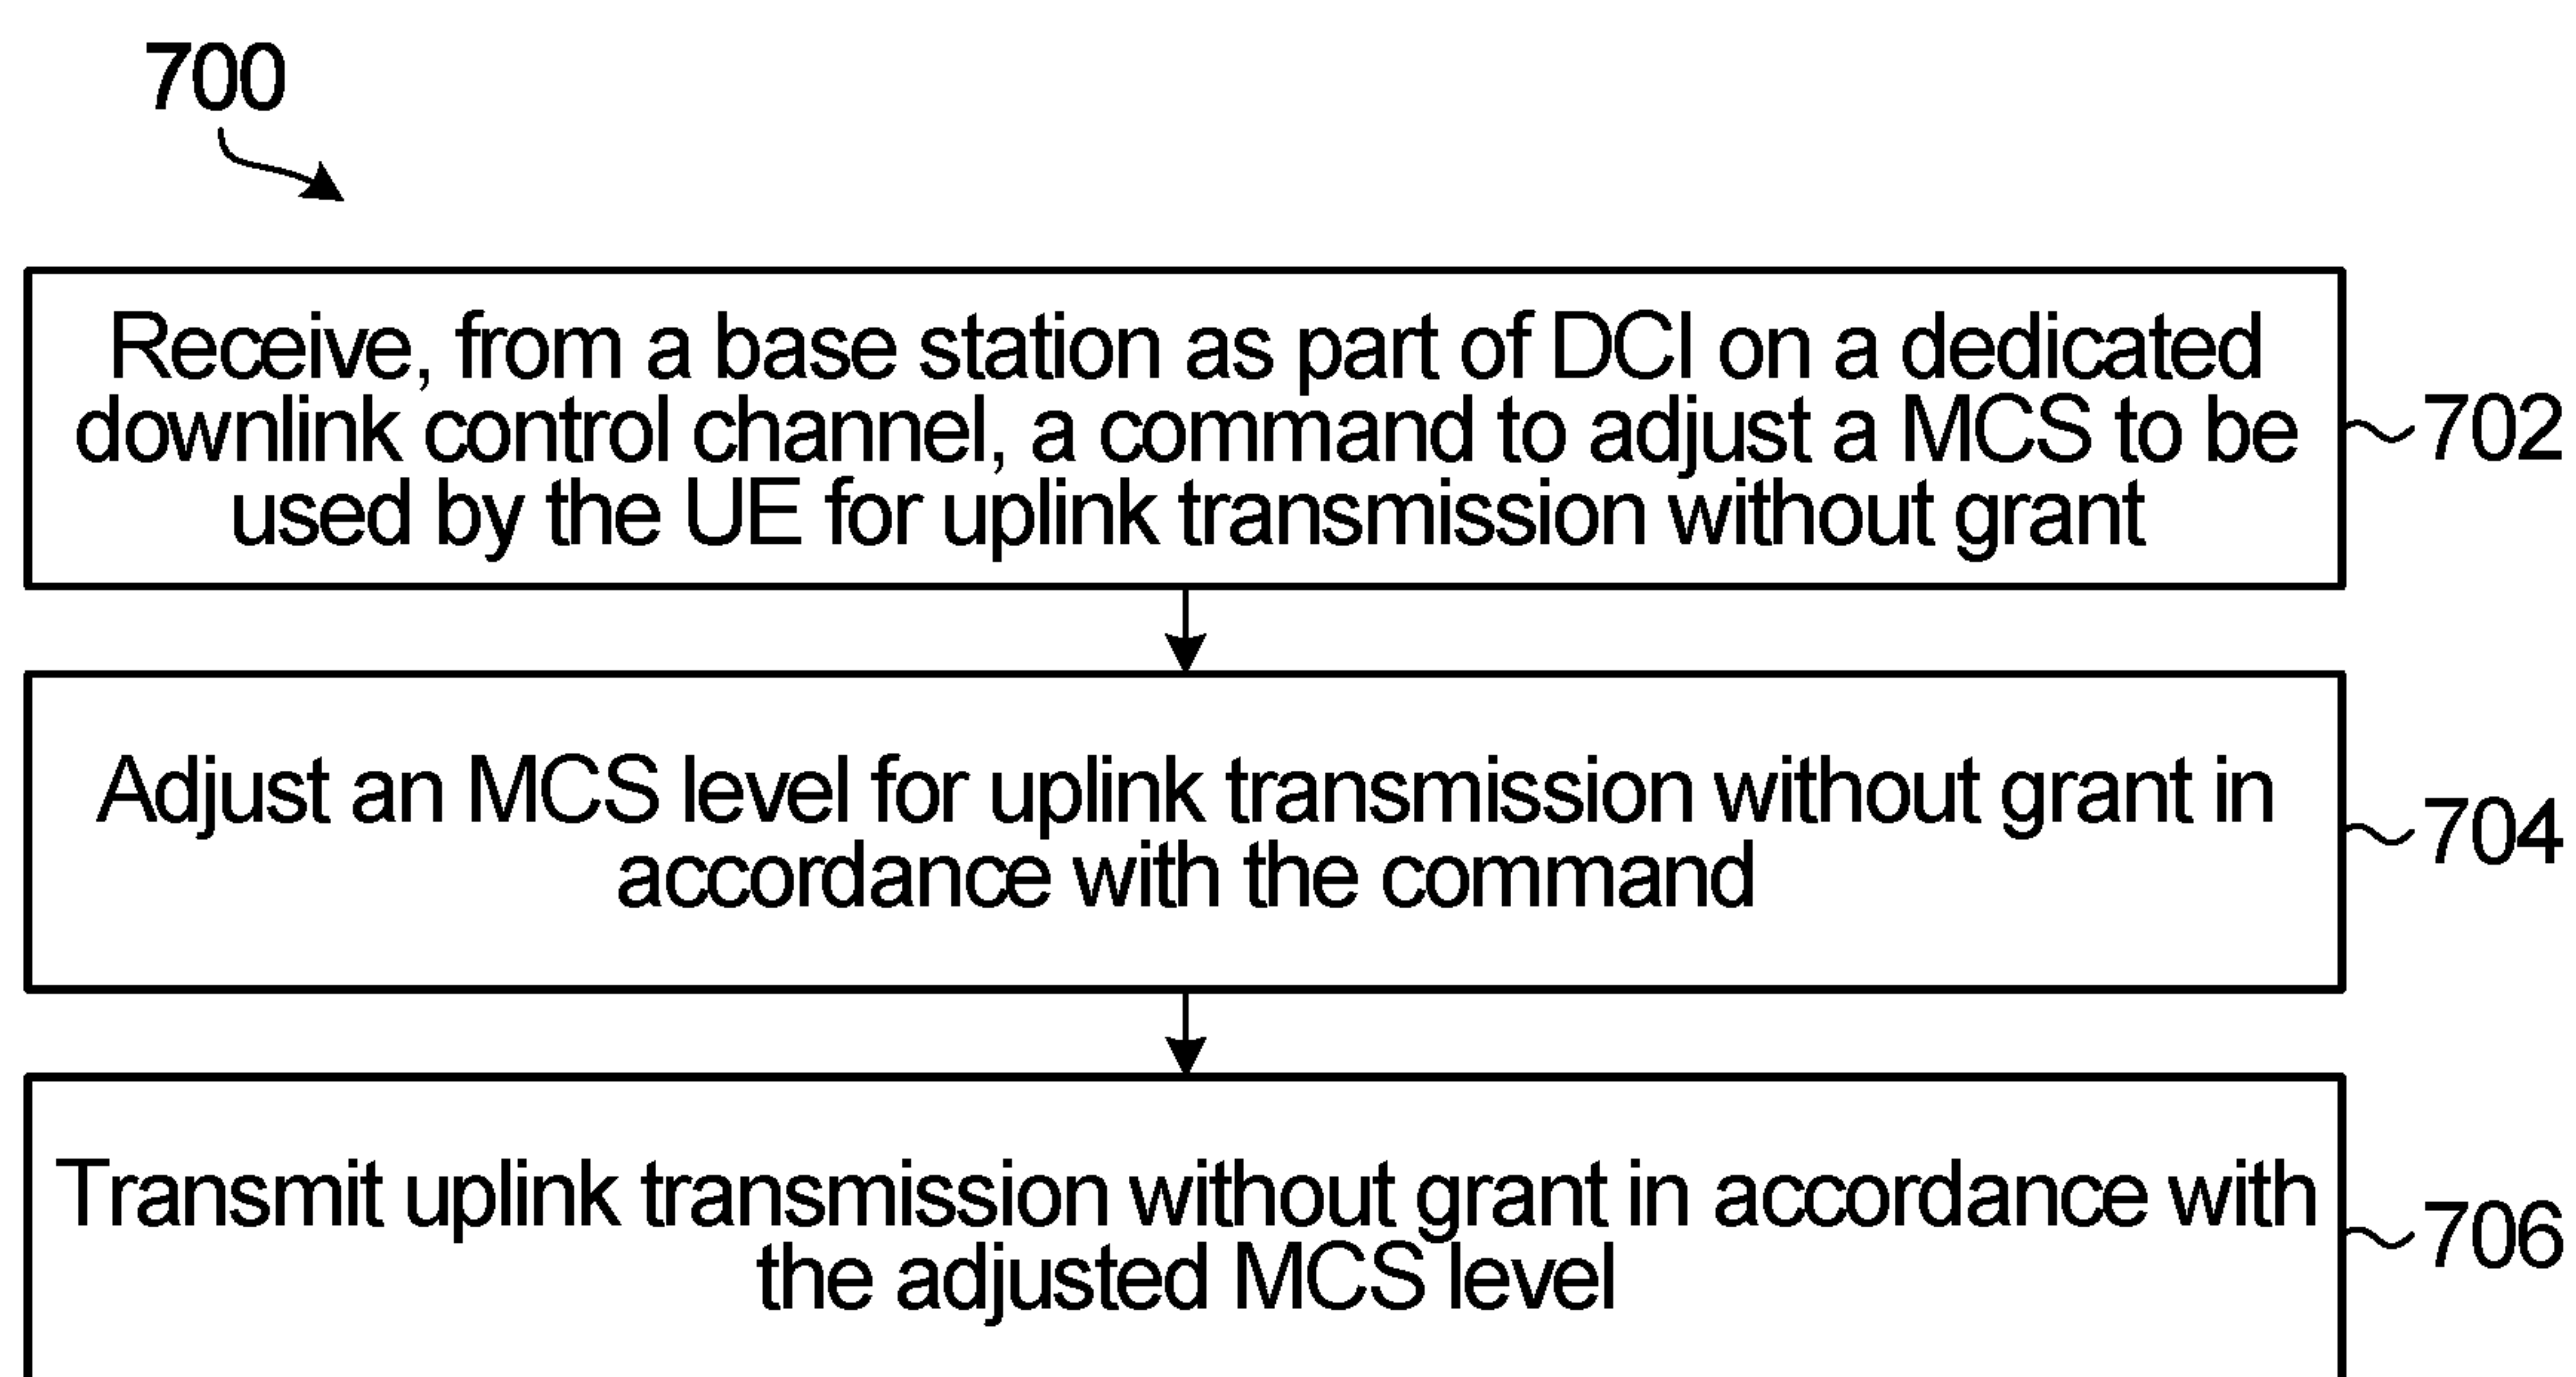 700
Receive, from a base station as part of DCI on a dedicated
downlink control channel, a command to adjust a MCS to be
used by the UE for uplink transmission without grant
702
Adjust an MCS level for uplink transmission without grant in
accordance with the command
704
Transmit uplink transmission without grant in accordance with
the adjusted MCS level
706